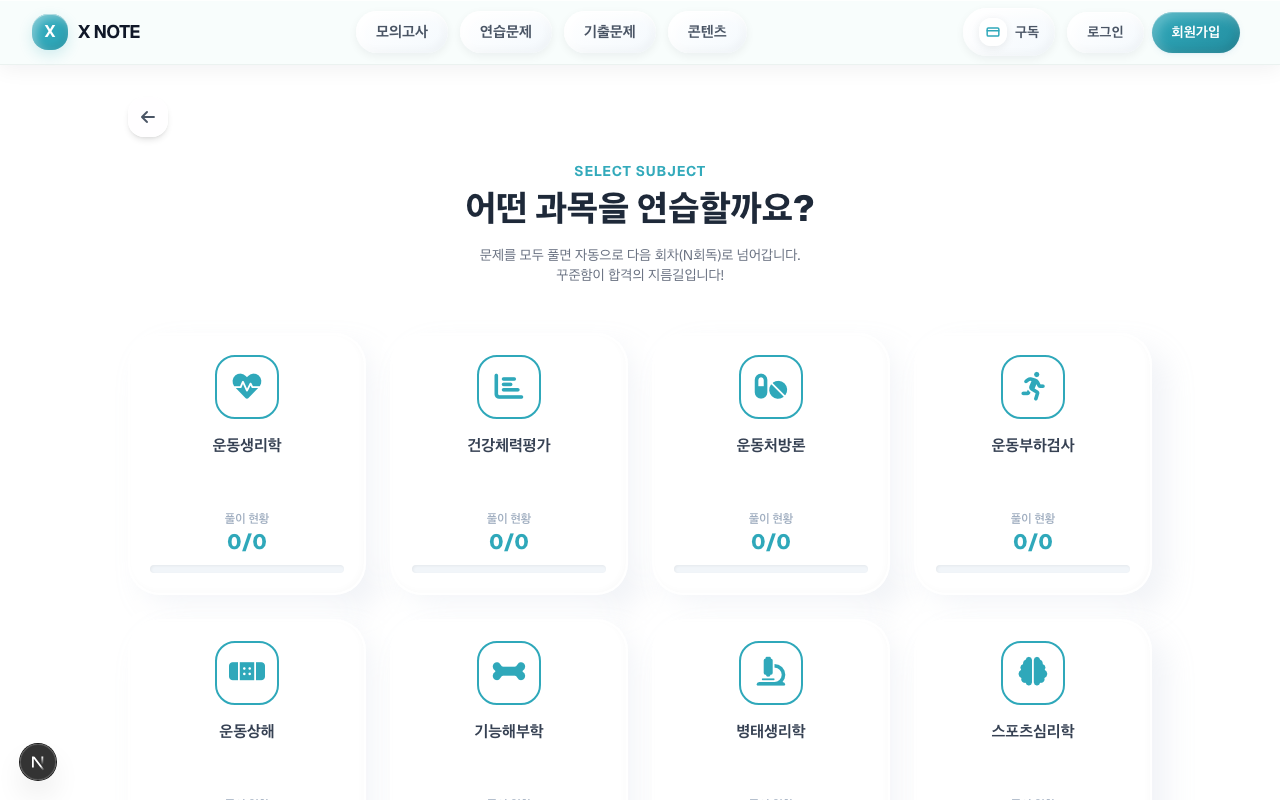 X
X NOTE
모의고사
연습문제
기출문제
콘텐츠
구독
로그인
회원가입
SELECT SUBJECT
어떤 과목을 연습할까요?
문제를 모두 풀면 자동으로 다음 회차(N회독)로 넘어갑니다.
꾸준함이 합격의 지름길입니다!
운동생리학
건강체력평가
운동처방론
운동부하검사
풀이 현황
풀이 현황
풀이 현황
풀이 현황
0/0
0/0
0/0
0/0
운동상해
기능해부학
병태생리학
스포츠심리학
N